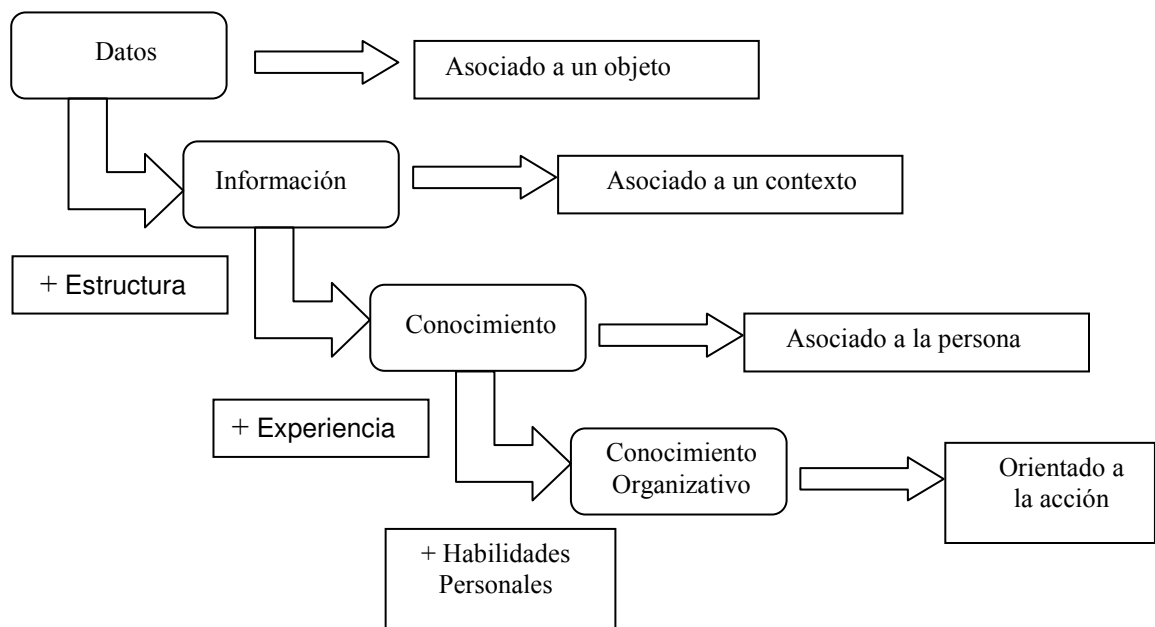 Datos
Asociado a un objeto
Información
Asociado a un contexto
+ Estructura
Conocimiento
Asociado a la persona
+ Experiencia
Conocimiento
Organizativo
Orientado a
la acción
+ Habilidades
Personales